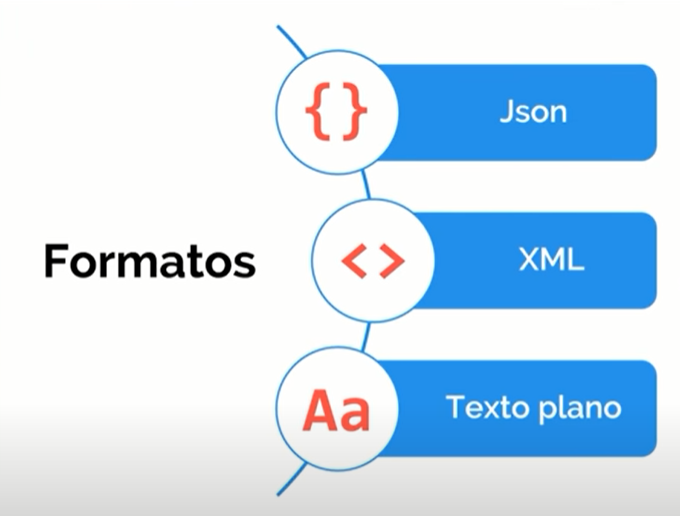 {}
Json
Formatos
<>
XML
Aa
Texto plano